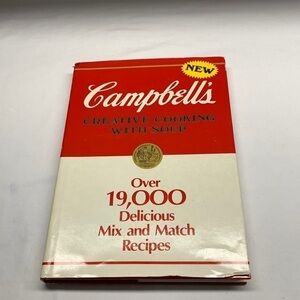 NEW
Campbell's
CREATIVE COOKING
WITH SOUP
Over
19,000
Delicious
Mix and Match
Recipes